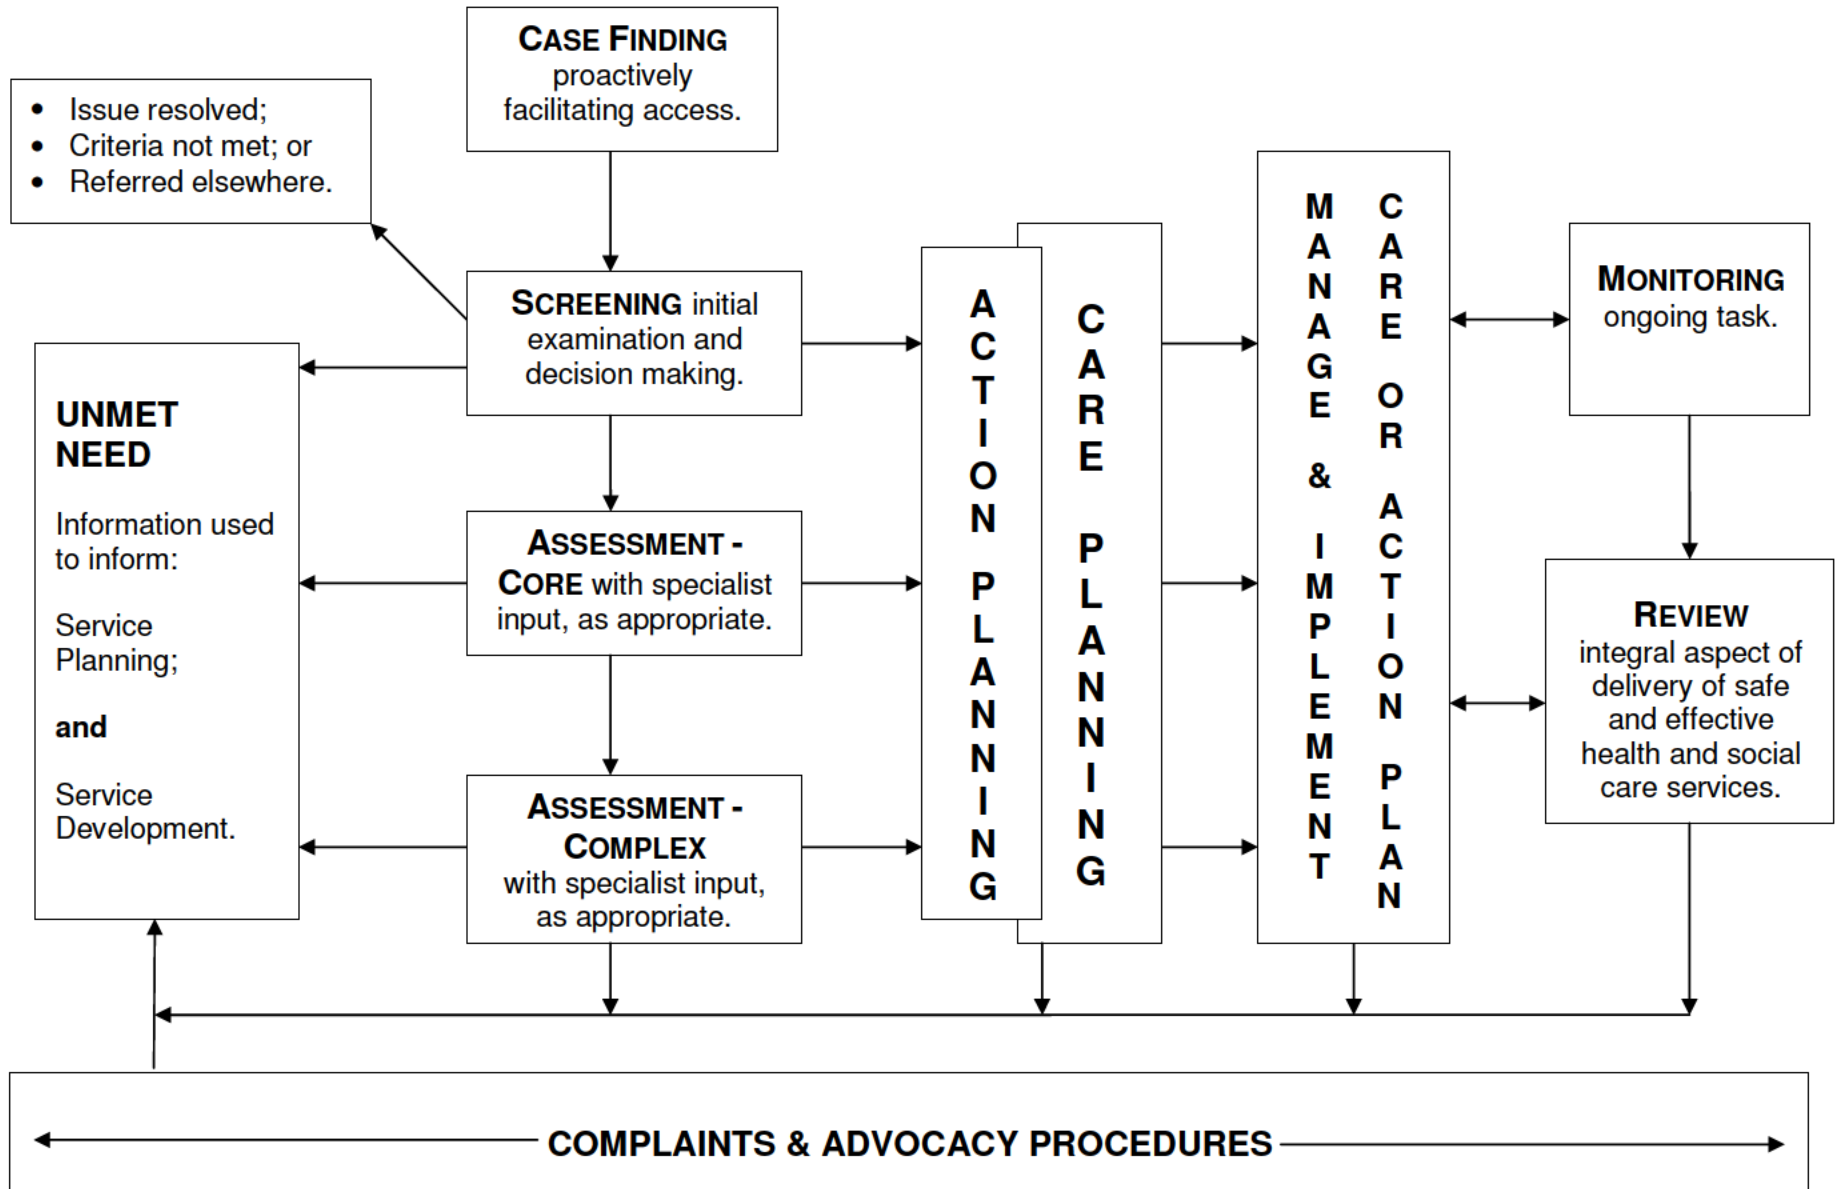 CASE FINDING
proactively
facilitating access.
• Issue resolved;
• Criteria not met; or
• Referred elsewhere.
SCREENING initial
examination and
decision making.
UNMET
NEED
Information used
to inform:
Service
Planning;
and
Service
Development.
ASSESSMENT -
CORE with specialist
input, as appropriate.
ASSESSMENT -
COMPLEX
with specialist input,
as appropriate.
ACTION PLANNING
CARE PLANNING
MANAGE & IMPLEMENT
CARE OR ACTION PLAN
MONITORING
ongoing task.
REVIEW
integral aspect of
delivery of safe
and effective
health and social
care services.
COMPLAINTS & ADVOCACY PROCEDURES